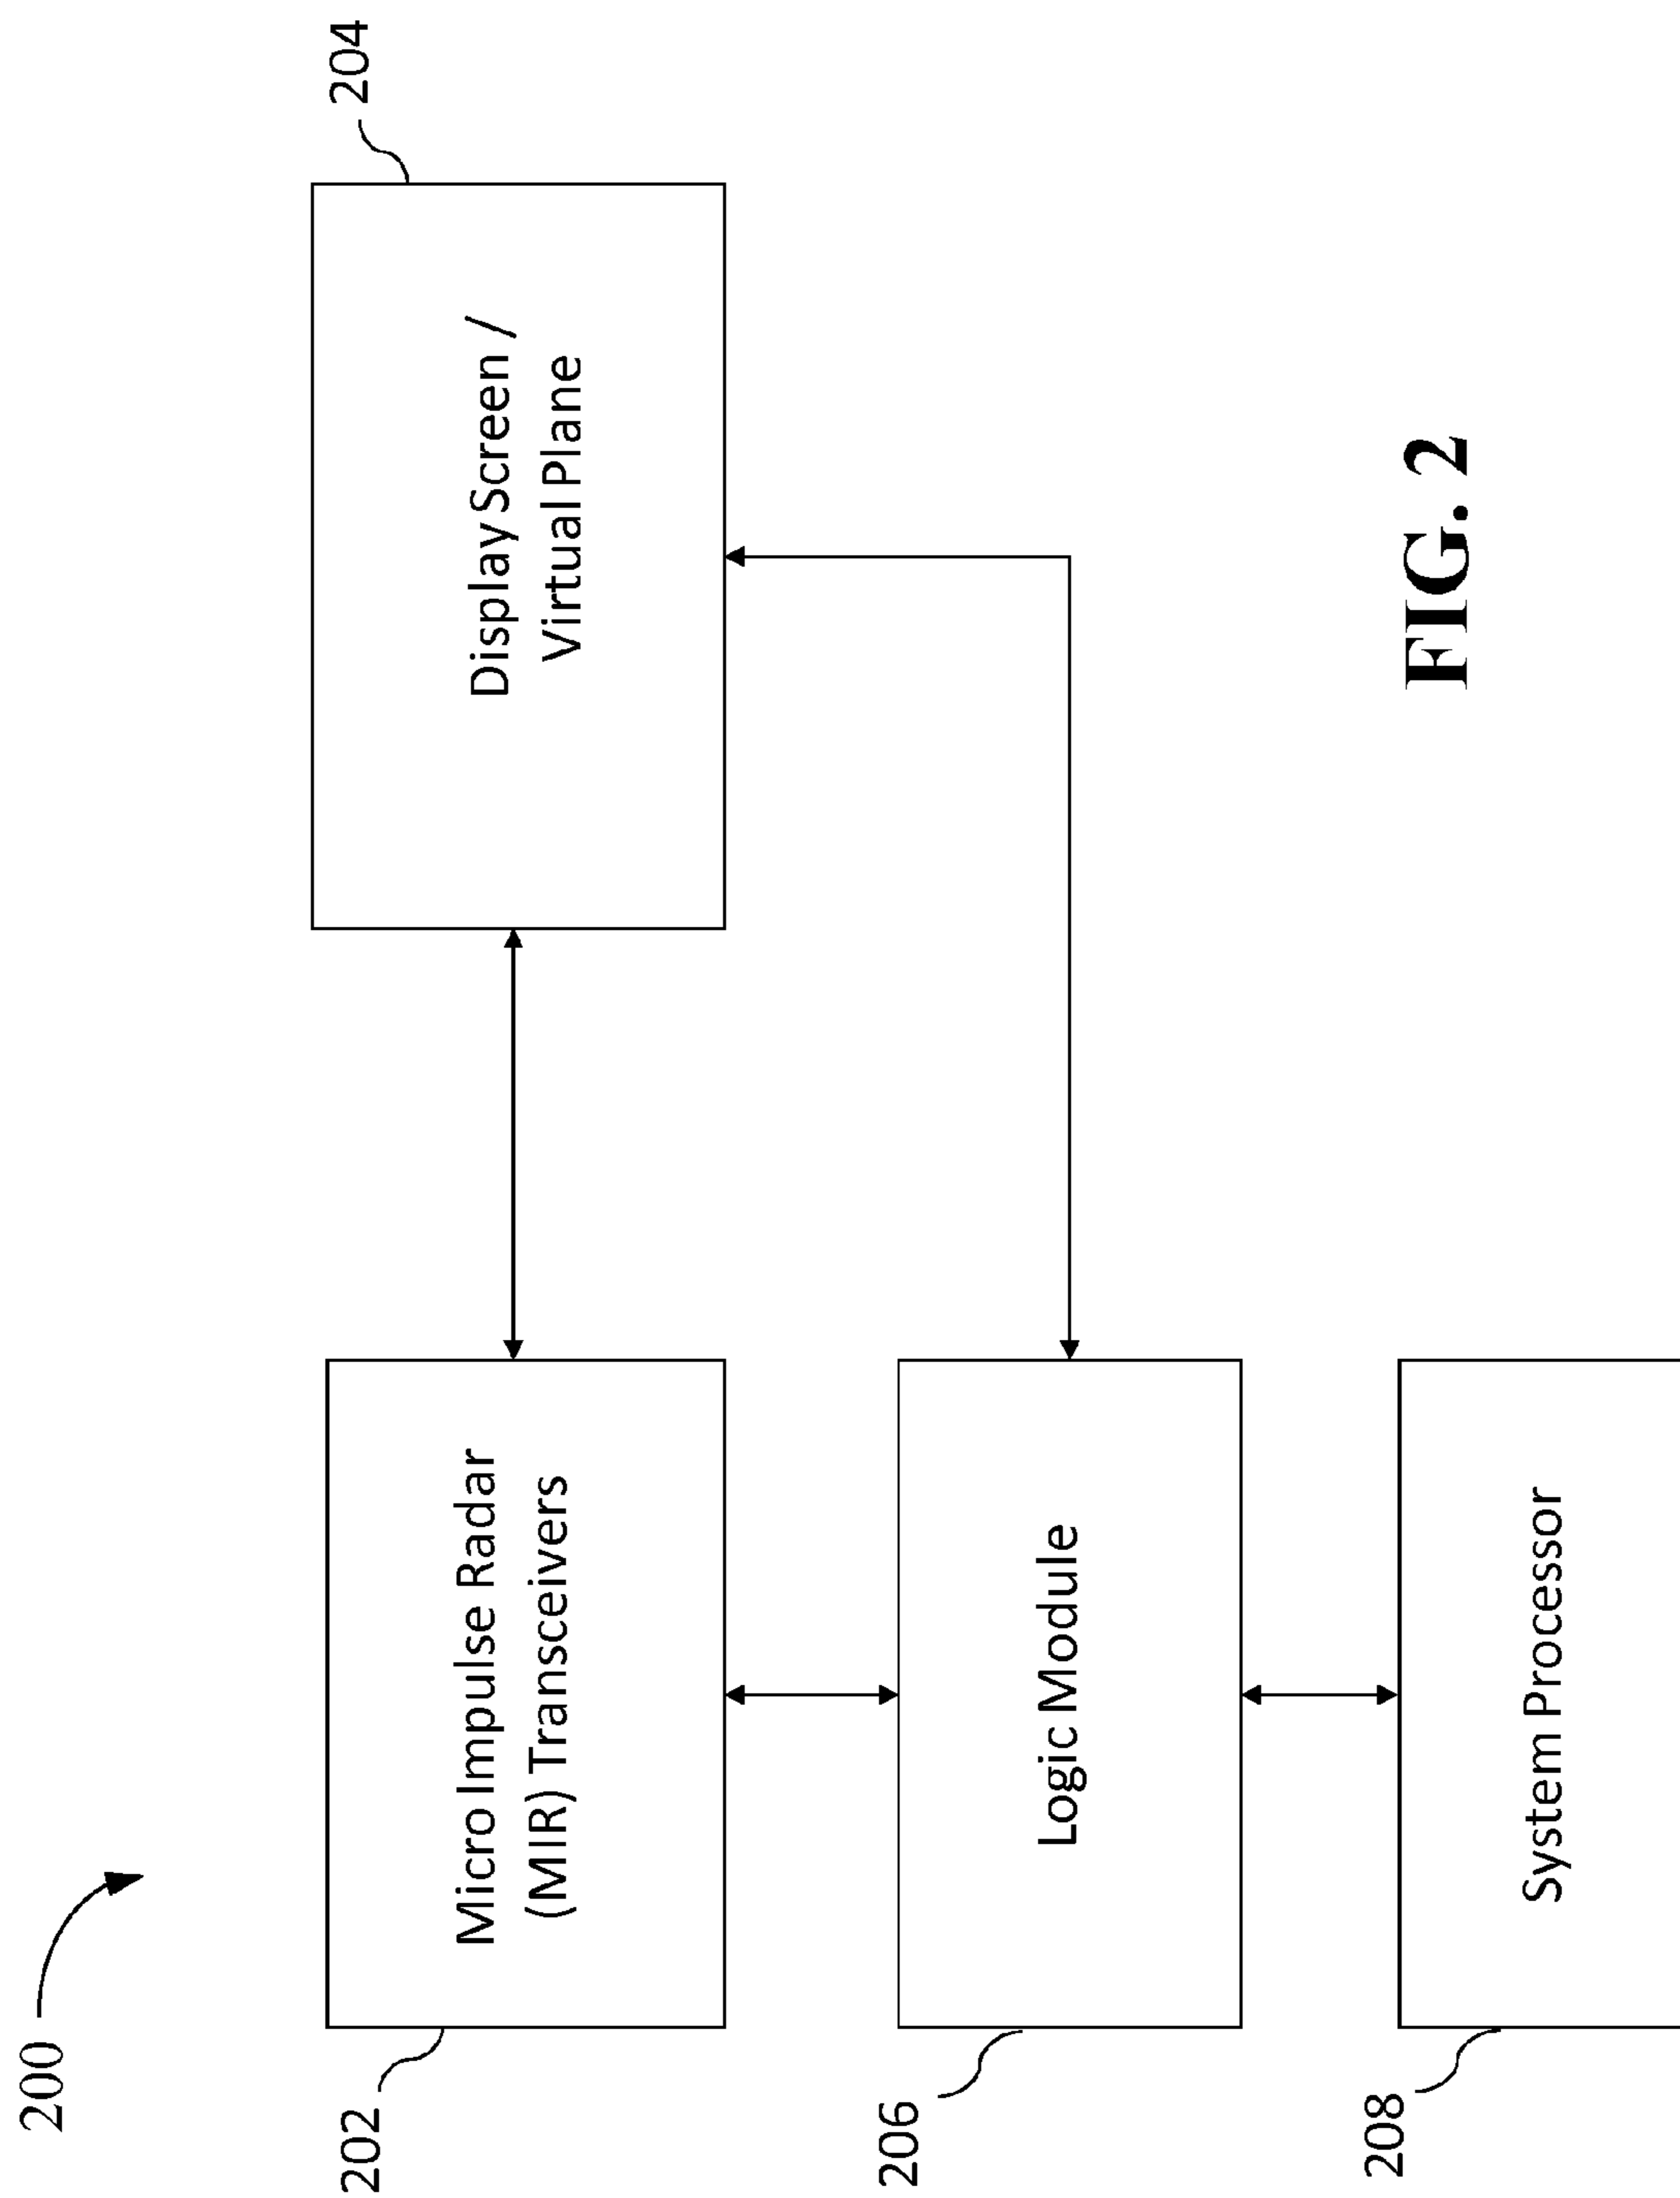 200
202
Micro Impulse Radar
(MIR) Transceivers
Display Screen /
Virtual Plane
204
206
Logic Module
208
System Processor
FIG. 2